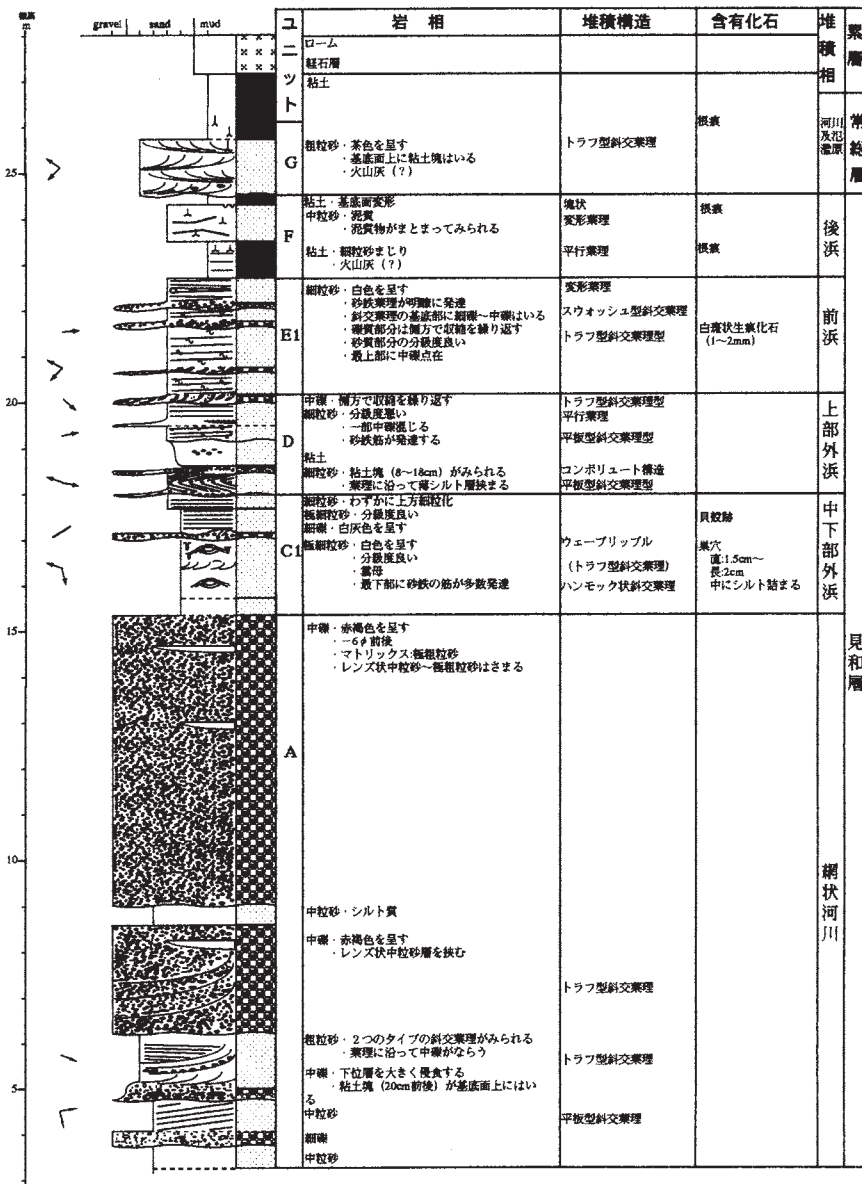 標高
m
gravel sand mud
ユニット
岩 相
堆積構造
含有化石
堆積相
累層
ローム
軽石層
粘土
根痕
河川及氾濫原
常総層
G
粗粒砂・茶色を呈す
・基底面上に粘土塊はいる
・火山灰(?)
トラフ型斜交葉理
25
F
粘土・基底面変形
中粒砂・泥質
・泥質物がまとまってみられる
粘土・細粒砂まじり
・火山灰(?)
塊状
変形葉理
平行葉理
根痕
根痕
後浜
E1
細粒砂・白色を呈す
・砂鉄葉理が明瞭に発達
・斜交葉理の基底部に細礫~中礫はいる
・礫質部分は側方で収縮を繰り返す
・砂質部分の分級度良い
・最上部に中礫点在
変形葉理
スウォッシュ型斜交葉理
トラフ型斜交葉理型
白斑状生痕化石
(1~2mm)
前浜
20
D
中礫・側方で収縮を繰り返す
細粒砂・分級度悪い
・一部中礫混じる
・砂鉄筋が発達する
粘土
細粒砂・粘土塊(8~18cm)がみられる
・葉理に沿って薄シルト層挟まる
トラフ型斜交葉理型
平行葉理
平板型斜交葉理型
コンボリュート構造
平板型斜交葉理型
上部外浜
C1
細粒砂・わずかに上方細粒化
極細粒砂・分級度良い
細礫・白灰色を呈す
極細粒砂・白色を呈す
・分級度良い
・雲母
・最下部に砂鉄の筋が多数発達
ウェーブリップル
(トラフ型斜交葉理)
ハンモック状斜交葉理
貝殻跡
巣穴
直:1.5cm~
長:2cm
中にシルト詰まる
中下部外浜
15
A
中礫・赤褐色を呈す
・-6φ前後
・マトリックス:極粗粒砂
・レンズ状中粒砂~極粗粒砂はさまる
見和層
10
中粒砂・シルト質
網状河川
中礫・赤褐色を呈す
・レンズ状中粒砂層を挟む
トラフ型斜交葉理
粗粒砂・2つのタイプの斜交葉理がみられる
・葉理に沿って中礫がならう
トラフ型斜交葉理
5
中礫・下位層を大きく侵食する
・粘土塊(20cm前後)が基底面上にはい
る
中粒砂
平板型斜交葉理
細礫
中粒砂